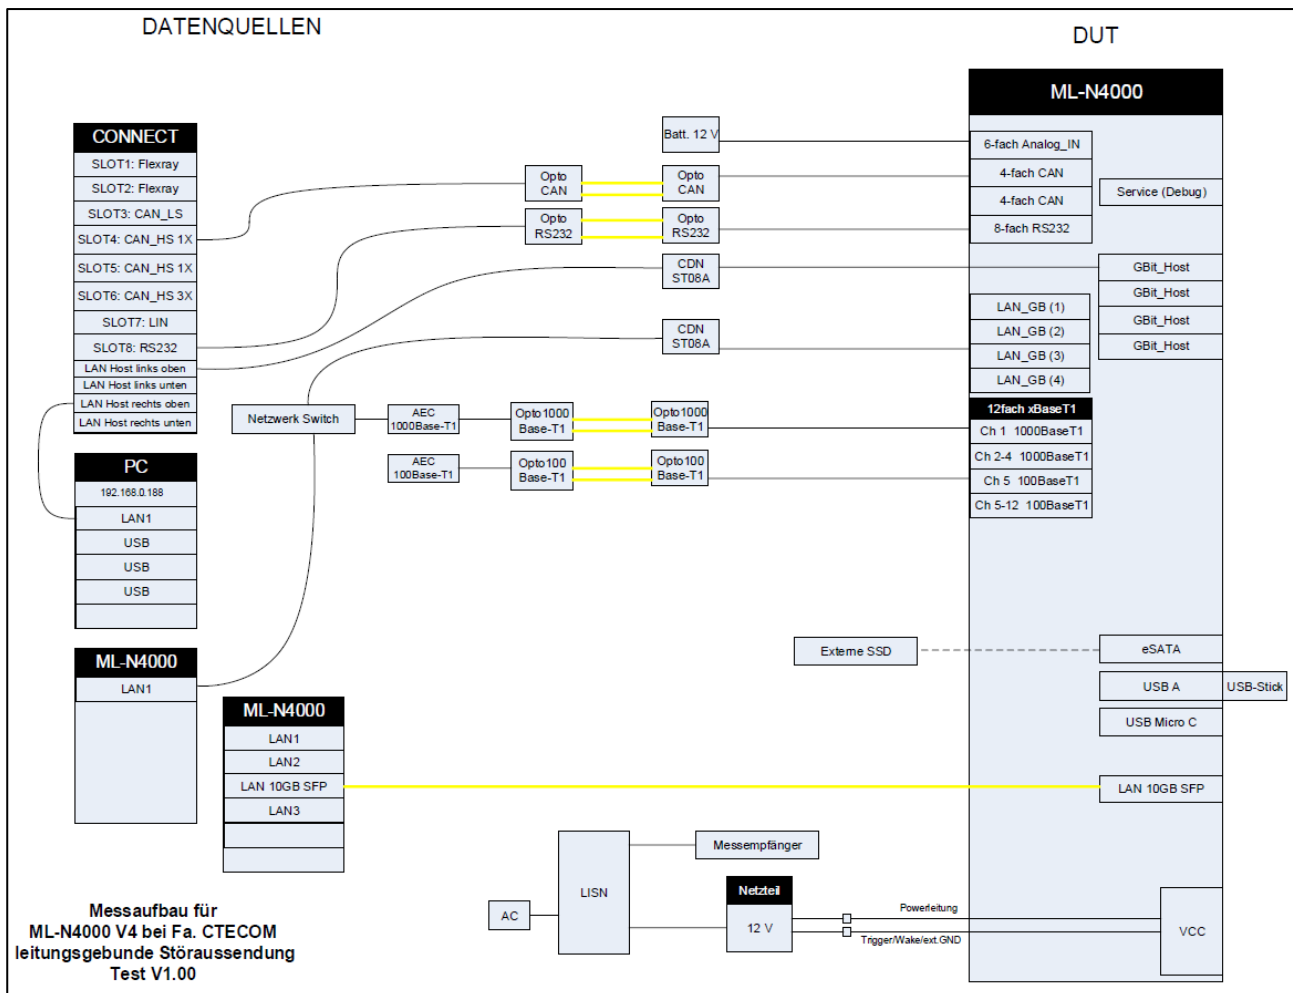 DATENQUELLEN
DUT
CONNECT
SLOT1: Flexray
SLOT2: Flexray
SLOT3: CAN_LS
SLOT4: CAN_HS 1X
SLOT5: CAN_HS 1X
SLOT6: CAN_HS 3X
SLOT7: LIN
SLOT8: RS232
LAN Host links oben
LAN Host links unten
LAN Host rechts oben
LAN Host rechts unten
PC
192.168.0.188
LAN1
USB
USB
USB
ML-N4000
LAN1
ML-N4000
LAN1
LAN2
LAN 10GB SFP
LAN3
Netzwerk Switch
AEC
1000Base-T1
AEC
100Base-T1
Opto
CAN
Opto
RS232
Opto1000
Base-T1
Opto100
Base-T1
Batt. 12 V
Opto
CAN
Opto
RS232
CDN
ST08A
CDN
ST08A
Opto1000
Base-T1
Opto100
Base-T1
ML-N4000
6-fach Analog_IN
4-fach CAN
4-fach CAN
8-fach RS232
Service (Debug)
GBit_Host
GBit_Host
GBit_Host
GBit_Host
LAN_GB (1)
LAN_GB (2)
LAN_GB (3)
LAN_GB (4)
12fach xBaseT1
Ch 1 1000BaseT1
Ch 2-4 1000BaseT1
Ch 5 100BaseT1
Ch 5-12 100BaseT1
Externe SSD
eSATA
USB A
USB-Stick
USB Micro C
LAN 10GB SFP
Messempfänger
LISN
AC
Netzteil
12 V
Powerleitung
Trigger/Wake/ext.GND
VCC
Messaufbau für
ML-N4000 V4 bei Fa. CTECOM
leitungsgebunde Störaussendung
Test V1.00